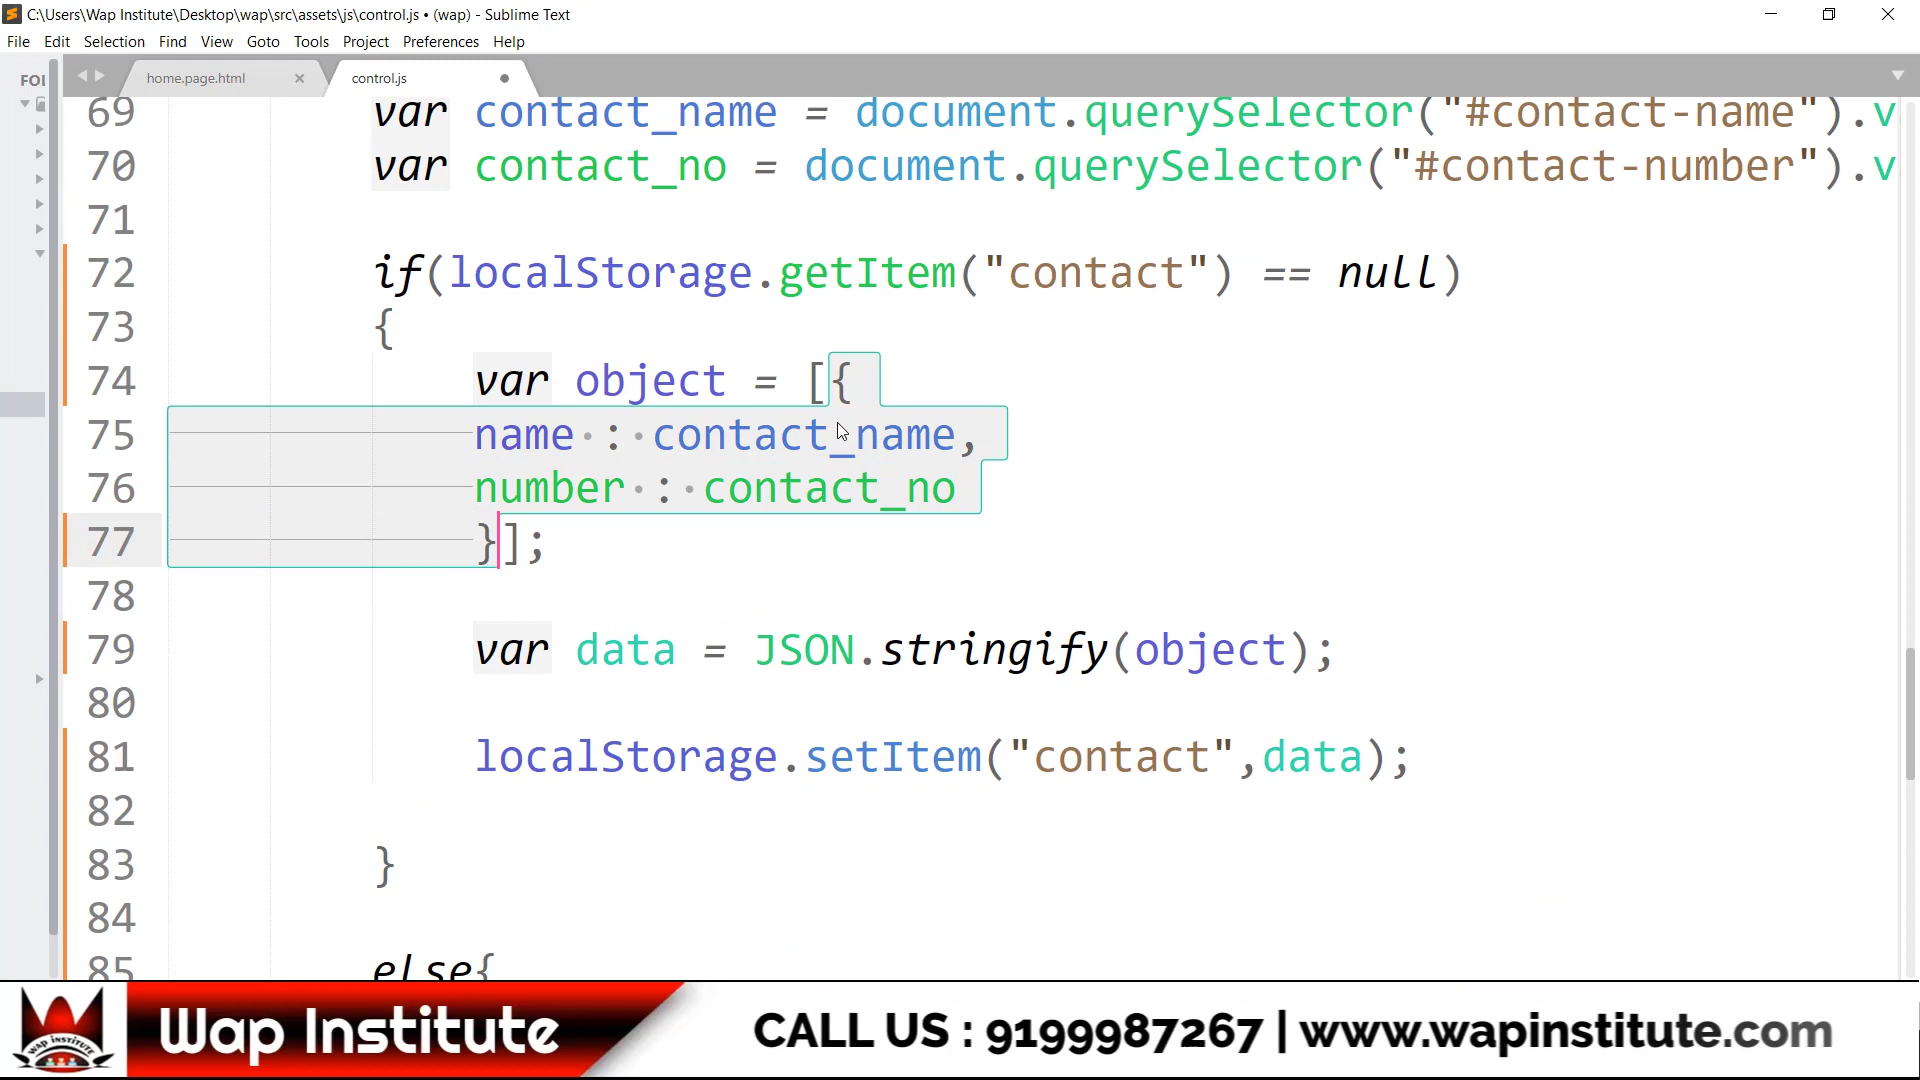 C:\Users\Wap Institute\Desktop\wap\src\assets\js\control.js • (wap) - Sublime Text
File Edit Selection Find View Goto Tools Project Preferences Help
FOL
home.page.html
control.js
69 var contact_name = document.querySelector("#contact-name").v
70 var contact_no = document.querySelector("#contact-number").v
71
72 if(localStorage.getItem("contact") == null)
73 {
74 var object = [{
75 name : contact_name,
76 number : contact_no
77 }];
78
79 var data = JSON.stringify(object);
80
81 localStorage.setItem("contact",data);
82
83 }
84
85 else{
WAP INSTITUTE
Wap Institute
CALL US : 9199987267 | www.wapinstitute.com